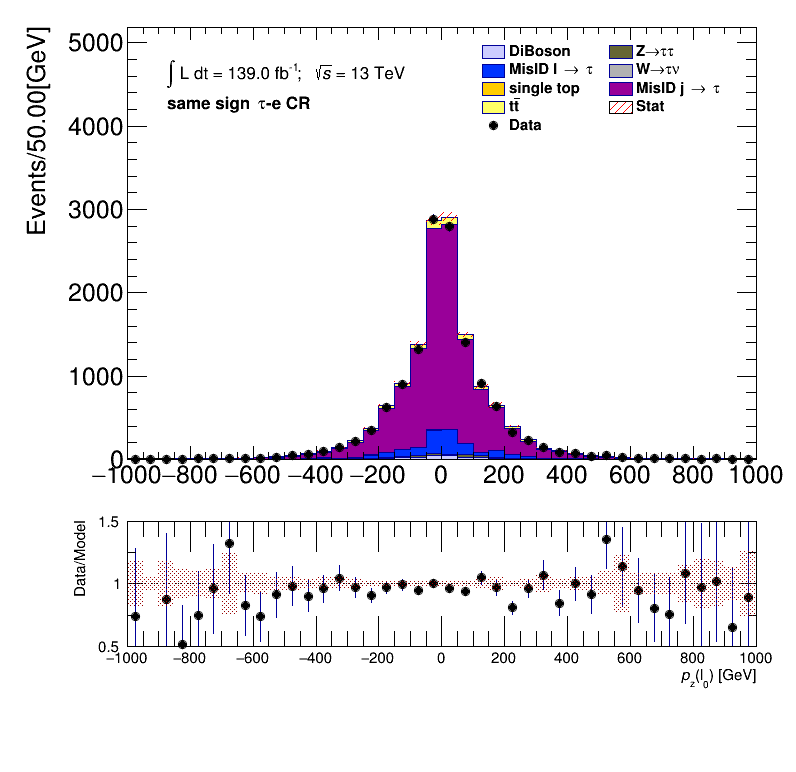 Events/50.00[GeV]
5000
4000
3000
2000
1000
0
∫ L dt = 139.0 fb⁻¹; √s = 13 TeV
same sign τ-e CR
DiBoson Z→ττ
MisID l → τ W→τν
single top MisID j → τ
tt̄ Stat
Data
−1000 −800 −600 −400 −200 0 200 400 600 800 1000
Data/Model
1.5
1
0.5
−1000 −800 −600 −400 −200 0 200 400 600 800 1000
p_z(l_0) [GeV]